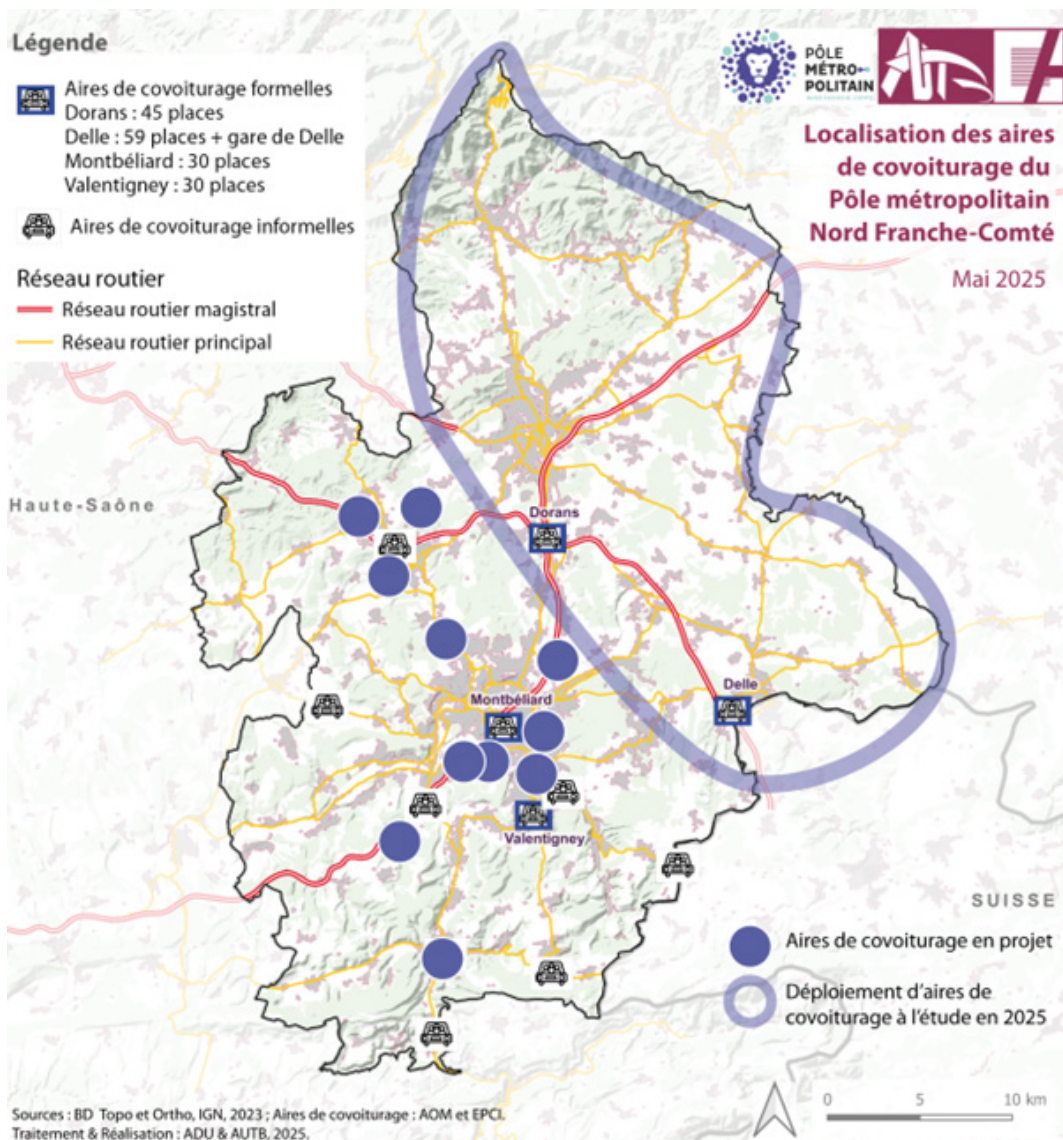 Légende
Aires de covoiturage formelles
Dorans : 45 places
Delle : 59 places + gare de Delle
Montbéliard : 30 places
Valentigney : 30 places
Aires de covoiturage informelles
Réseau routier
Réseau routier magistral
Réseau routier principal
PÔLE
MÉTRO
POLITAIN
Localisation des aires
de covoiturage du
Pôle métropolitain
Nord Franche-Comté
Mai 2025
Haute-Saône
Dorans
Delle
Montbéliard
Valentigney
SUISSE
Aires de covoiturage en projet
Déploiement d'aires de
covoiturage à l'étude en 2025
0 5 10 km
Sources : BD Topo et Ortho, IGN, 2023 ; Aires de covoiturage : AOM et EPCI.
Traitement & Réalisation : ADU & AUTB, 2025.